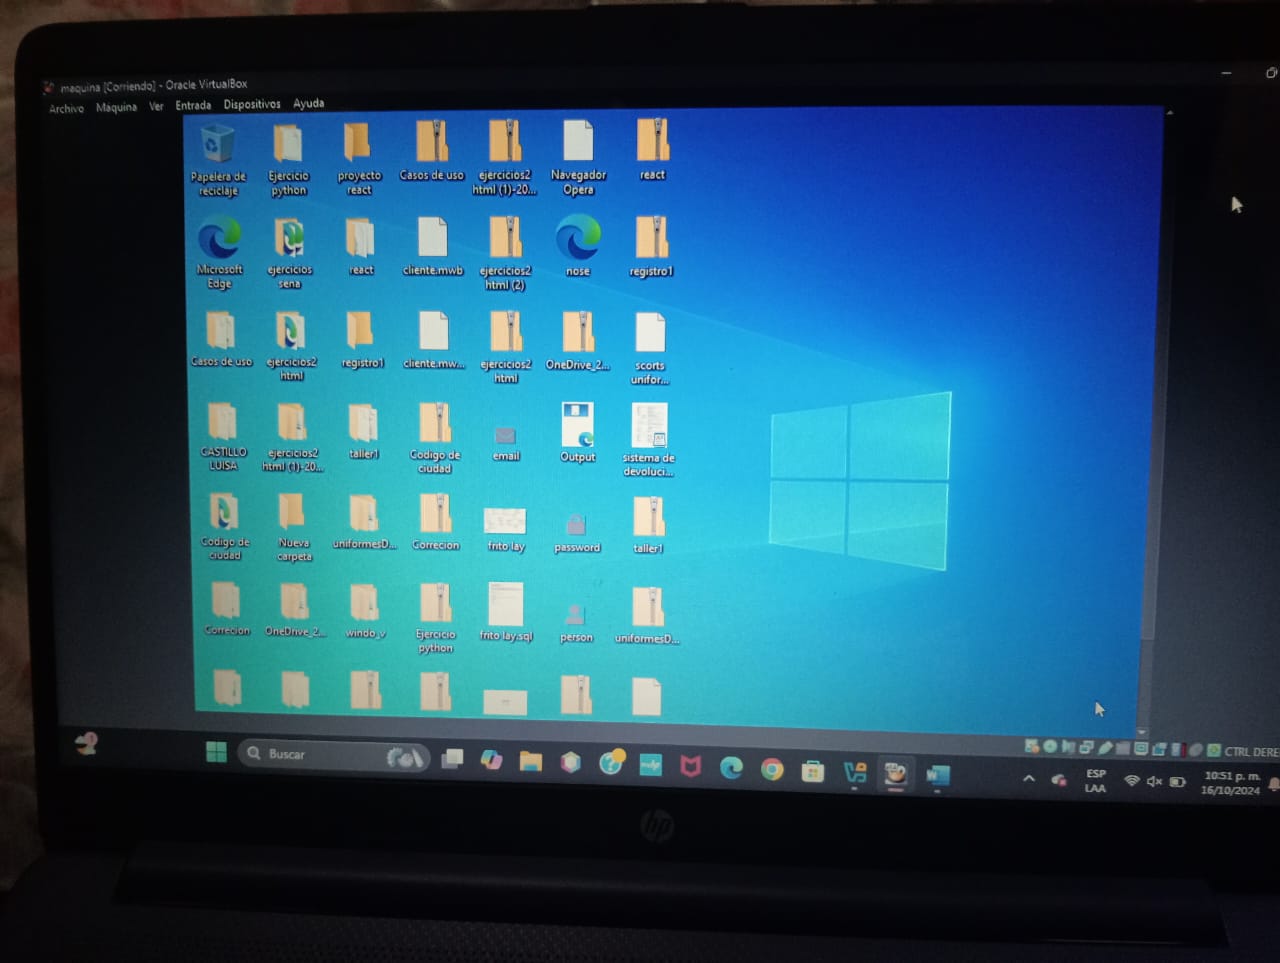 maquina [Corriendo] - Oracle VirtualBox
Archivo Maquina Ver Entrada Dispositivos Ayuda
Papelera de
reciclaje
Ejercicio
python
proyecto
react
Casos de uso
ejercicios2
html (1)-20...
Navegador
Opera
react
Microsoft
Edge
ejercicios
sena
react
cliente.mwb
ejercicios2
html (2)
nose
registro1
Casos de uso
ejercicios2
html
registro1
cliente.mw...
ejercicios2
html
OneDrive_2...
scorts
unifor...
CASTILLO
LUISA
ejercicios2
html (1)-20...
taller1
Codigo de
ciudad
email
Output
sistema de
devoluci...
Codigo de
ciudad
Nueva
carpeta
uniformesD...
Correcion
frito lay
password
taller1
Correcion
OneDrive_2...
windo_v
Ejercicio
python
frito lay.sql
person
uniformesD...
CTRL DERE
1
Buscar
ESP
LAA
10:51 p. m.
16/10/2024
hp